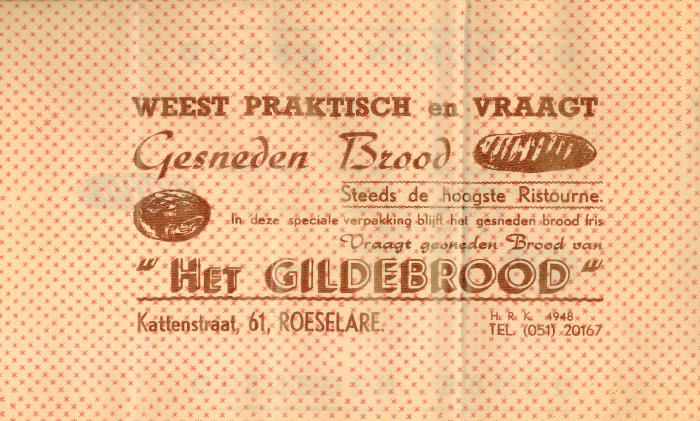 WEEST PRAKTISCH en VRAAGT
Gesneden Brood
Steeds de hoogste Ristourne.
In deze speciale verpakking blijft het gesneden brood fris
Vraagt gesneden Brood van
"HET GILDEBROOD"
Kattenstraat, 61, ROESELARE.
H. R. K. 4948
TEL. (051) 20167